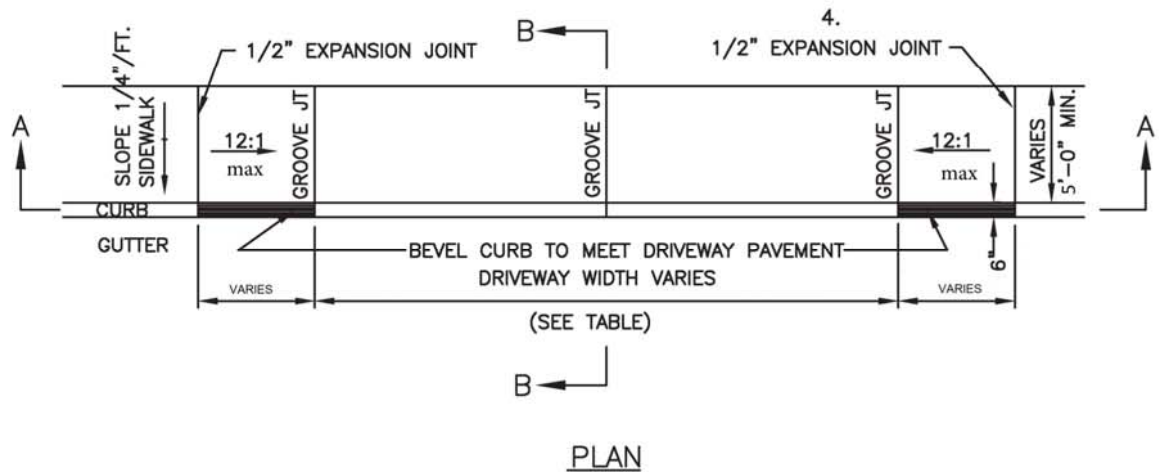 B
4.
1/2" EXPANSION JOINT
1/2" EXPANSION JOINT
A
SLOPE 1/4"/FT.
SIDEWALK
12:1
max
GROOVE JT
GROOVE JT
GROOVE JT
12:1
max
VARIES
5'-0" MIN.
A
CURB
GUTTER
BEVEL CURB TO MEET DRIVEWAY PAVEMENT
6"
DRIVEWAY WIDTH VARIES
VARIES
VARIES
(SEE TABLE)
B
PLAN